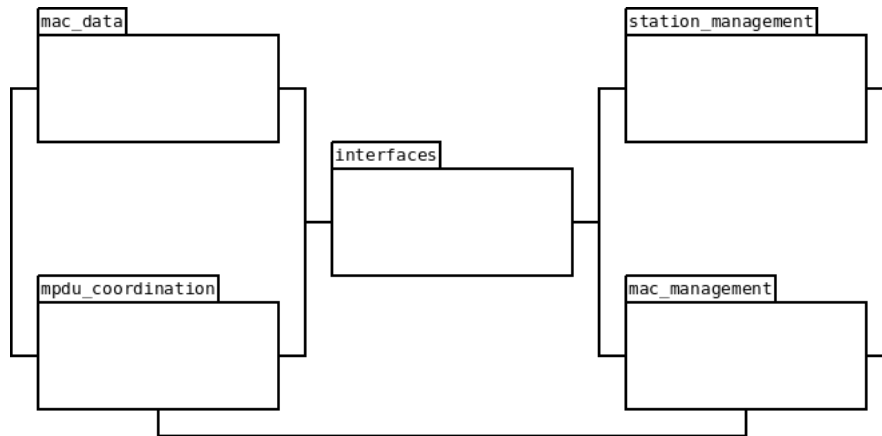 mac_data
station_management
interfaces
mpdu_coordination
mac_management